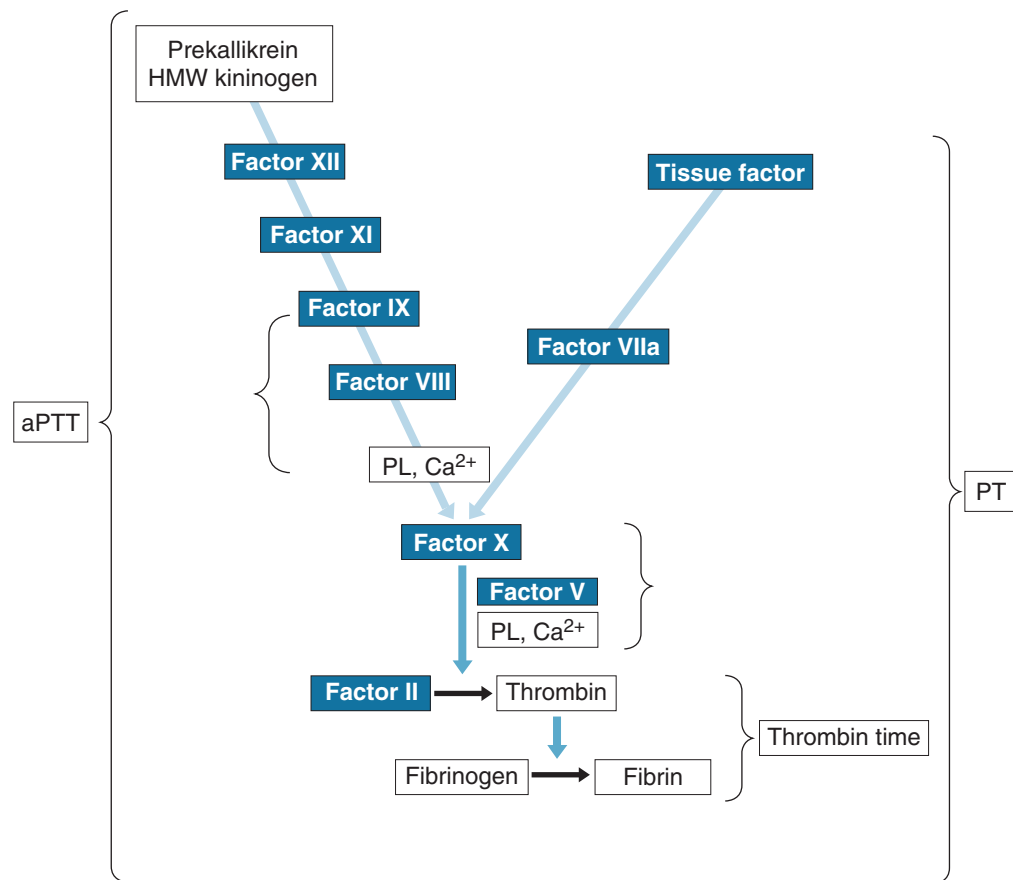 Prekallikrein
HMW kininogen
Factor XII
Tissue factor
Factor XI
Factor IX
Factor VIIa
Factor VIII
aPTT
PL, Ca²⁺
PT
Factor X
Factor V
PL, Ca²⁺
Factor II
Thrombin
Thrombin time
Fibrinogen
Fibrin